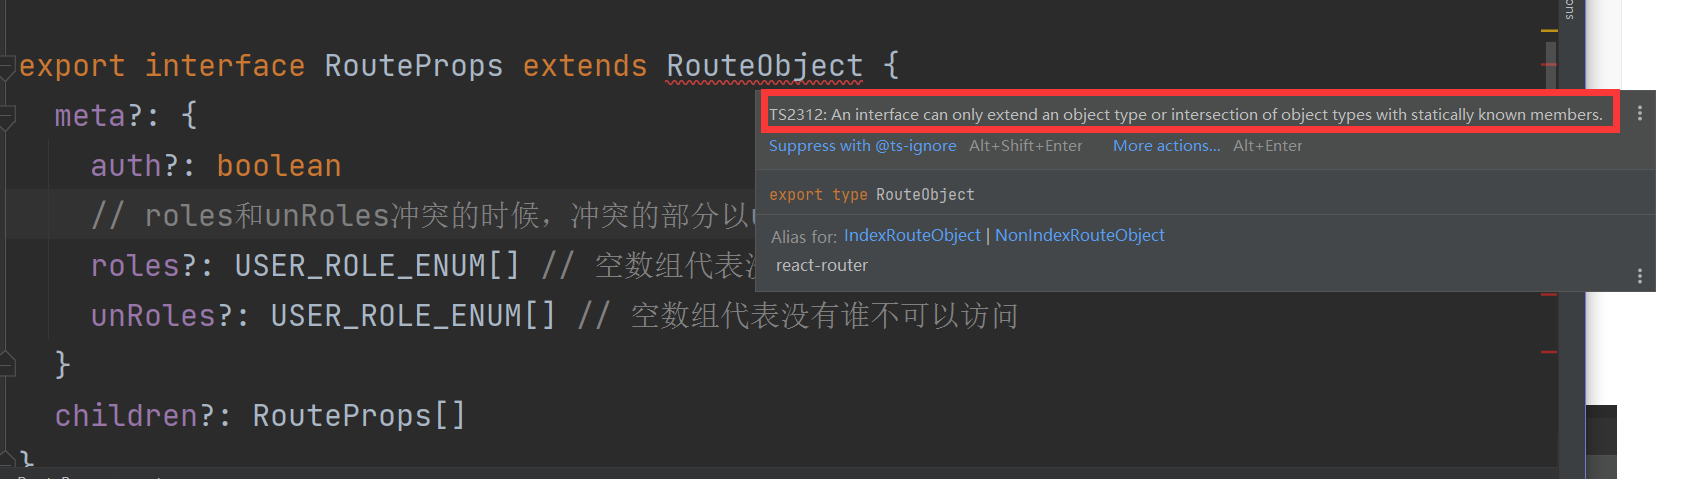 ons
export interface RouteProps extends RouteObject {
meta?: {
TS2312: An interface can only extend an object type or intersection of object types with statically known members.
Suppress with @ts-ignore Alt+Shift+Enter More actions... Alt+Enter
auth?: boolean
export type RouteObject
// roles和unRoles冲突的时候，冲突的部分以
Alias for: IndexRouteObject | NonIndexRouteObject
roles?: USER_ROLE_ENUM[] // 空数组代表
react-router
unRoles?: USER_ROLE_ENUM[] // 空数组代表没有谁不可以访问
}
children?: RouteProps[]
}